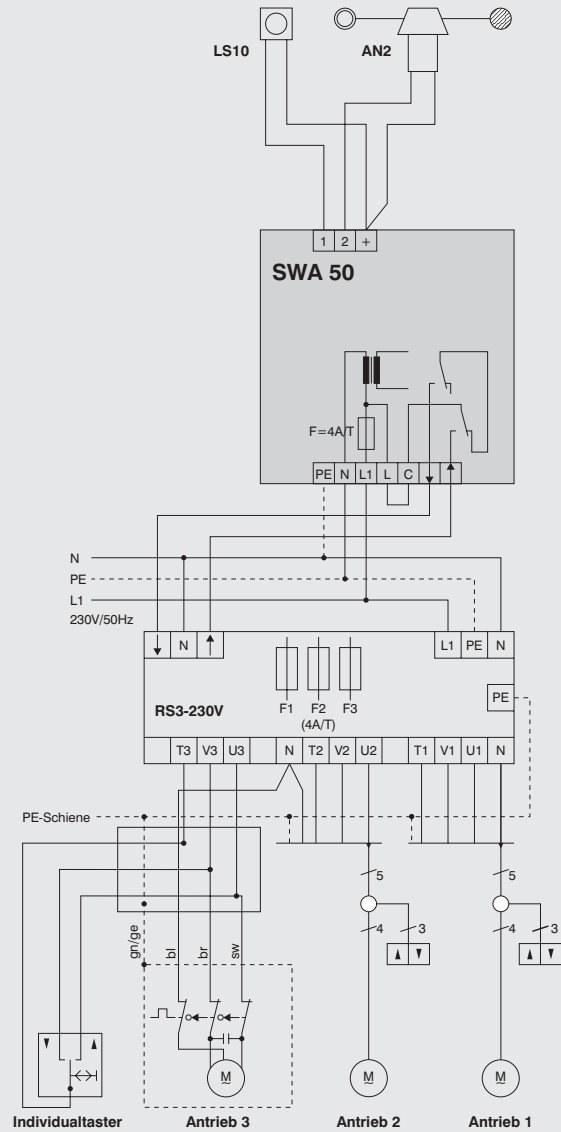 LS10
AN2
1 2 +
SWA 50
F=4A/T
PE N L1 L C
N
PE
L1
230V/50Hz
N L1 PE N
PE
RS3-230V
F1 F2 F3
(4A/T)
T3 V3 U3 N T2 V2 U2 T1 V1 U1 N
PE-Schiene
5 5
4 3 4 3
gn/ge bl br sw
M M M
Individualtaster Antrieb 3 Antrieb 2 Antrieb 1